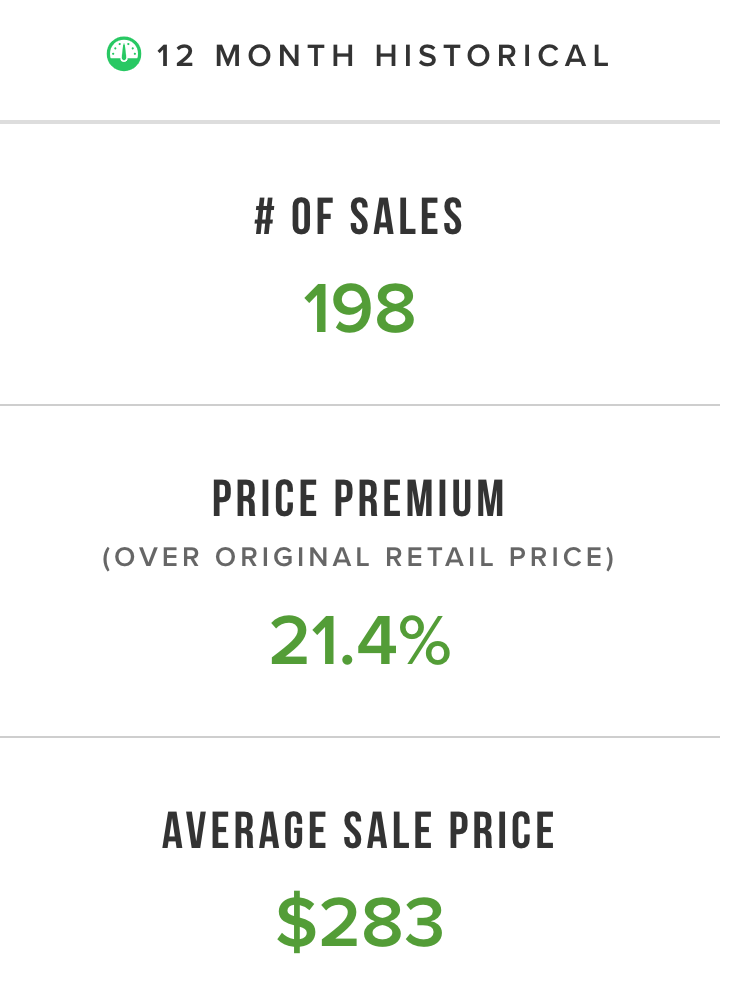 12 MONTH HISTORICAL
# OF SALES
198
PRICE PREMIUM
(OVER ORIGINAL RETAIL PRICE)
21.4%
AVERAGE SALE PRICE
$283